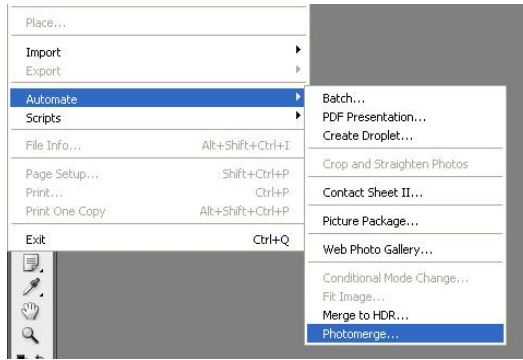 Place...
Import
Export
Automate
Scripts
File Info... Alt+Shift+Ctrl+I
Page Setup... Shift+Ctrl+P
Print... Ctrl+P
Print One Copy Alt+Shift+Ctrl+P
Exit Ctrl+Q
Batch...
PDF Presentation...
Create Droplet...
Crop and Straighten Photos
Contact Sheet II...
Picture Package...
Web Photo Gallery...
Conditional Mode Change...
Fit Image...
Merge to HDR...
Photomerge...